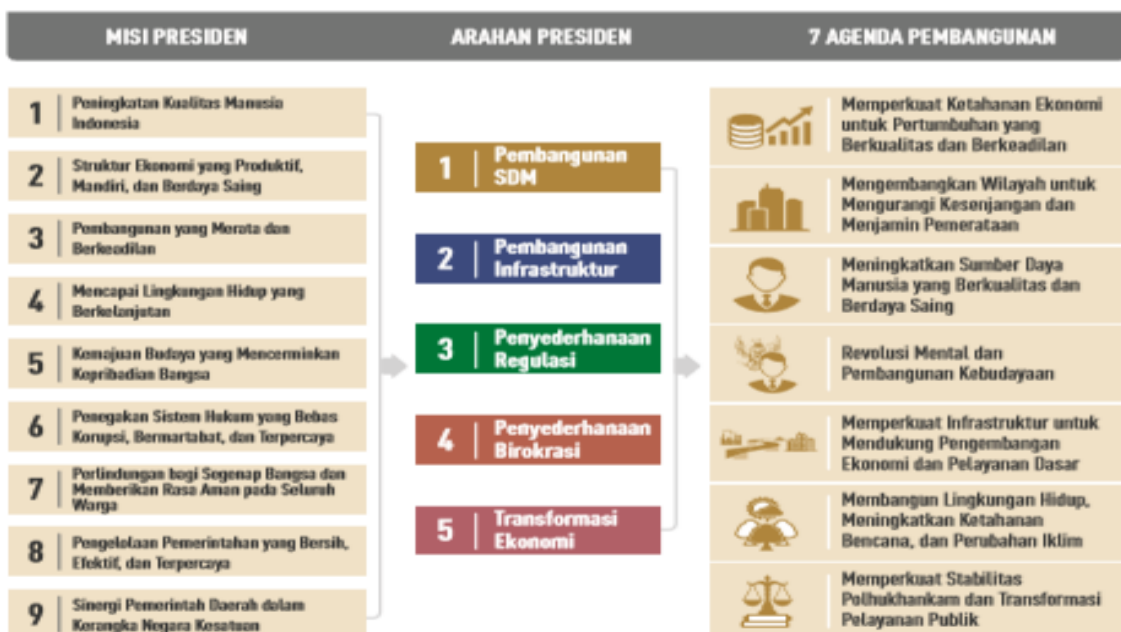 MISI PRESIDEN
ARAHAN PRESIDEN
7 AGENDA PEMBANGUNAN
1
Peningkatan Kualitas Manusia
Indonesia
2
Struktur Ekonomi yang Produktif,
Mandiri, dan Berdaya Saing
3
Pembangunan yang Merata dan
Berkeadilan
4
Mencapai Lingkungan Hidup yang
Berkelanjutan
5
Kemajuan Budaya yang Mencerminkan
Kepribadian Bangsa
6
Penegakan Sistem Hukum yang Bebas
Korupsi, Bermartabat, dan Terpercaya
7
Perlindungan bagi Segenap Bangsa dan
Memberikan Rasa Aman pada Seluruh
Warga
8
Pengelolaan Pemerintahan yang Bersih,
Efektif, dan Terpercaya
9
Sinergi Pemerintah Daerah dalam
Kerangka Negara Kesatuan
1
Pembangunan
SDM
2
Pembangunan
Infrastruktur
3
Penyederhanaan
Regulasi
4
Penyederhanaan
Birokrasi
5
Transformasi
Ekonomi
Memperkuat Ketahanan Ekonomi
untuk Pertumbuhan yang
Berkualitas dan Berkeadilan
Mengembangkan Wilayah untuk
Mengurangi Kesenjangan dan
Menjamin Pemerataan
Meningkatkan Sumber Daya
Manusia yang Berkualitas dan
Berdaya Saing
Revolusi Mental dan
Pembangunan Kebudayaan
Memperkuat Infrastruktur untuk
Mendukung Pengembangan
Ekonomi dan Pelayanan Dasar
Membangun Lingkungan Hidup,
Meningkatkan Ketahanan
Bencana, dan Perubahan Iklim
Memperkuat Stabilitas
Polhukhankam dan Transformasi
Pelayanan Publik